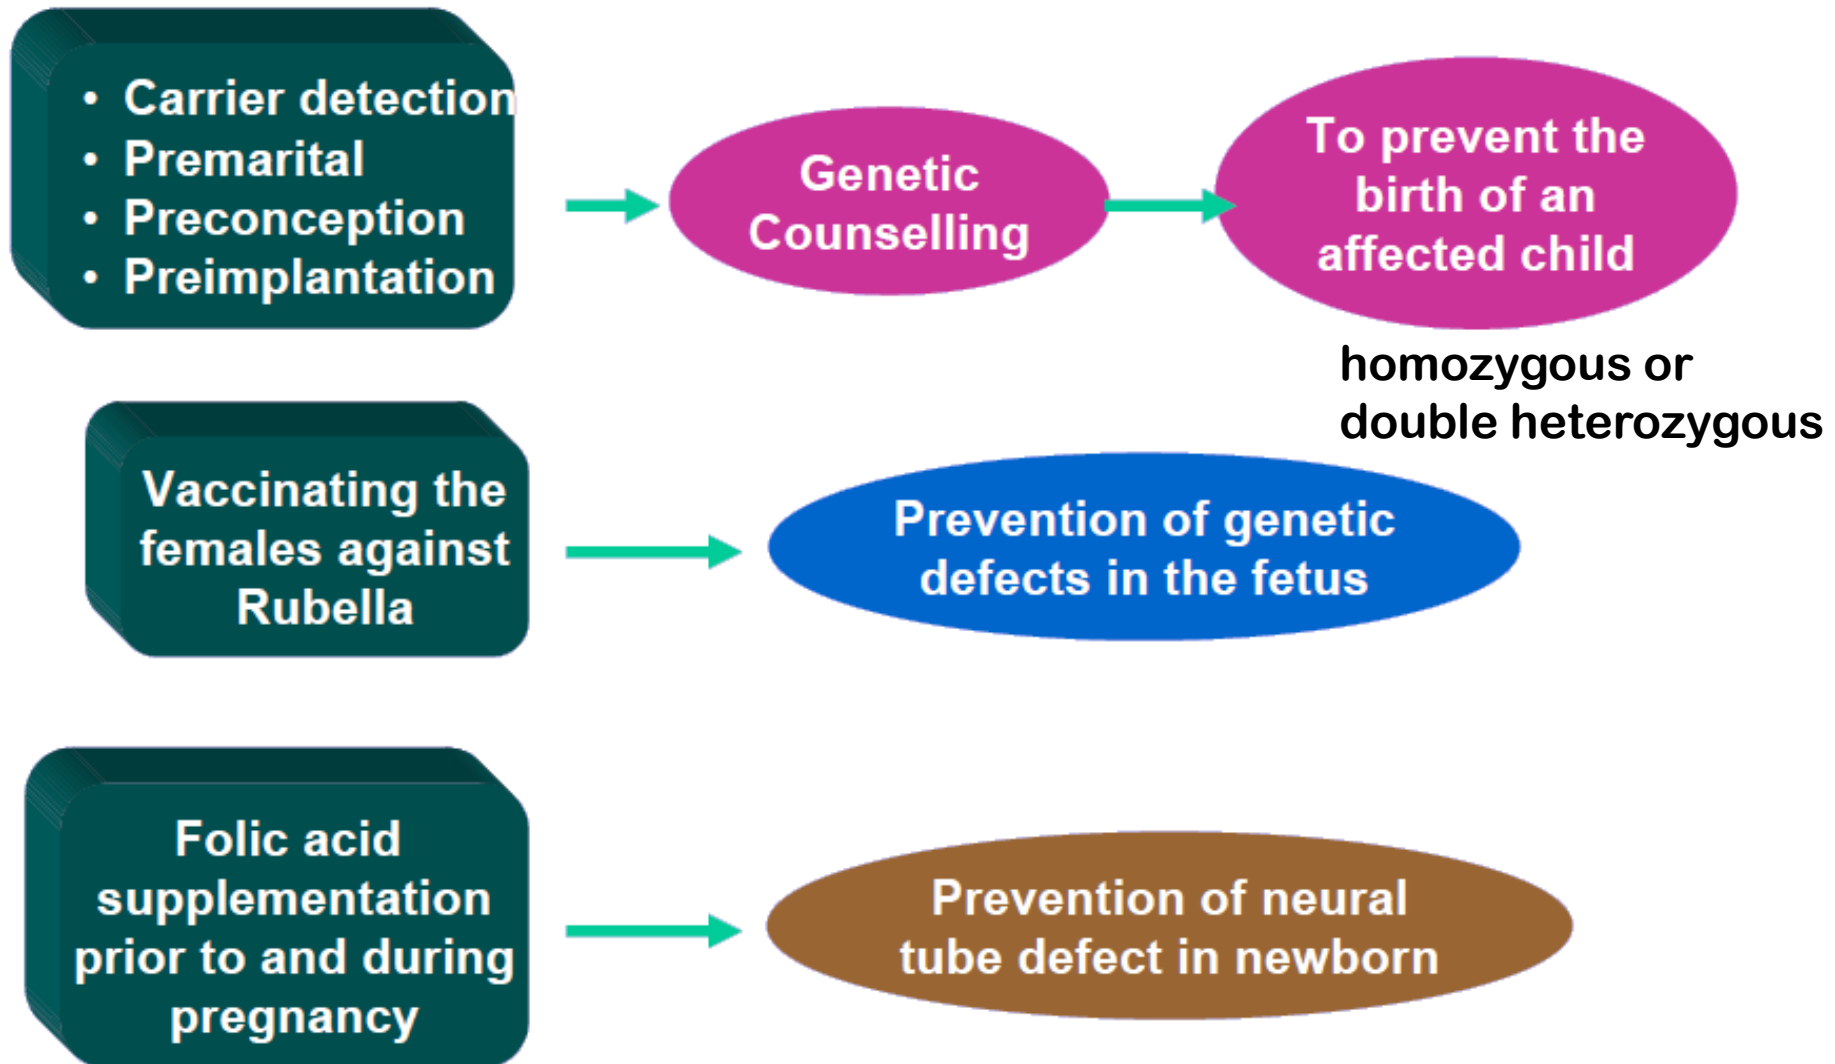 • Carrier detection
• Premarital
• Preconception
• Preimplantation
Genetic
Counselling
To prevent the
birth of an
affected child
homozygous or
double heterozygous
Vaccinating the
females against
Rubella
Prevention of genetic
defects in the fetus
Folic acid
supplementation
prior to and during
pregnancy
Prevention of neural
tube defect in newborn